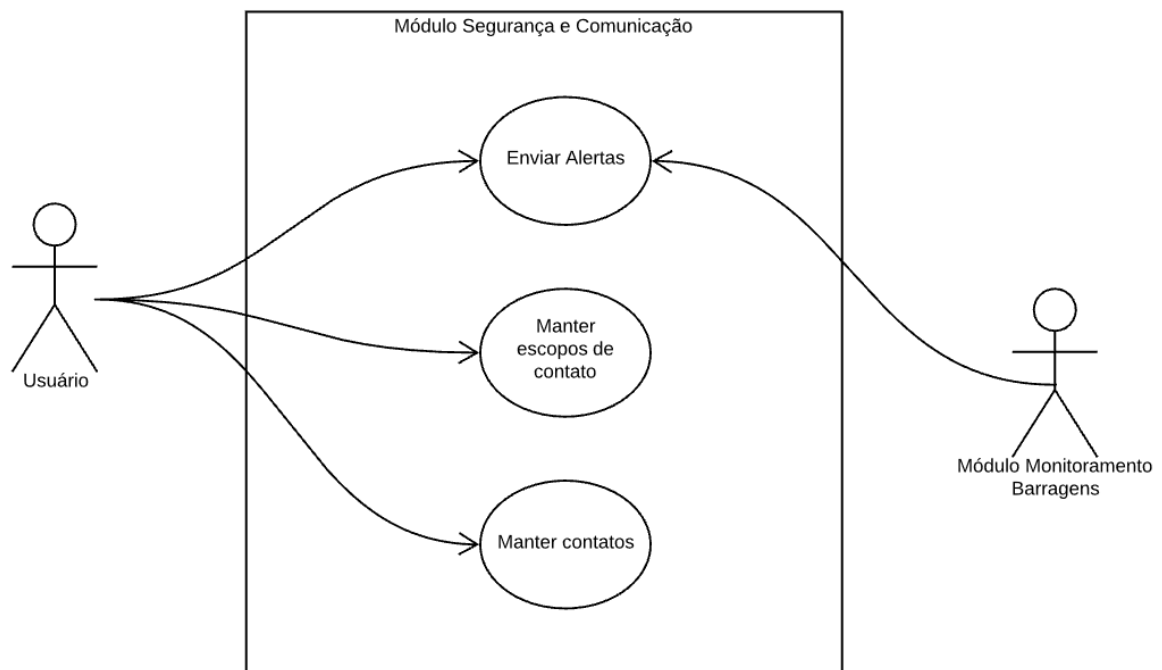 Módulo Segurança e Comunicação
Enviar Alertas
Manter
escopos de
contato
Usuário
Módulo Monitoramento
Barragens
Manter contatos